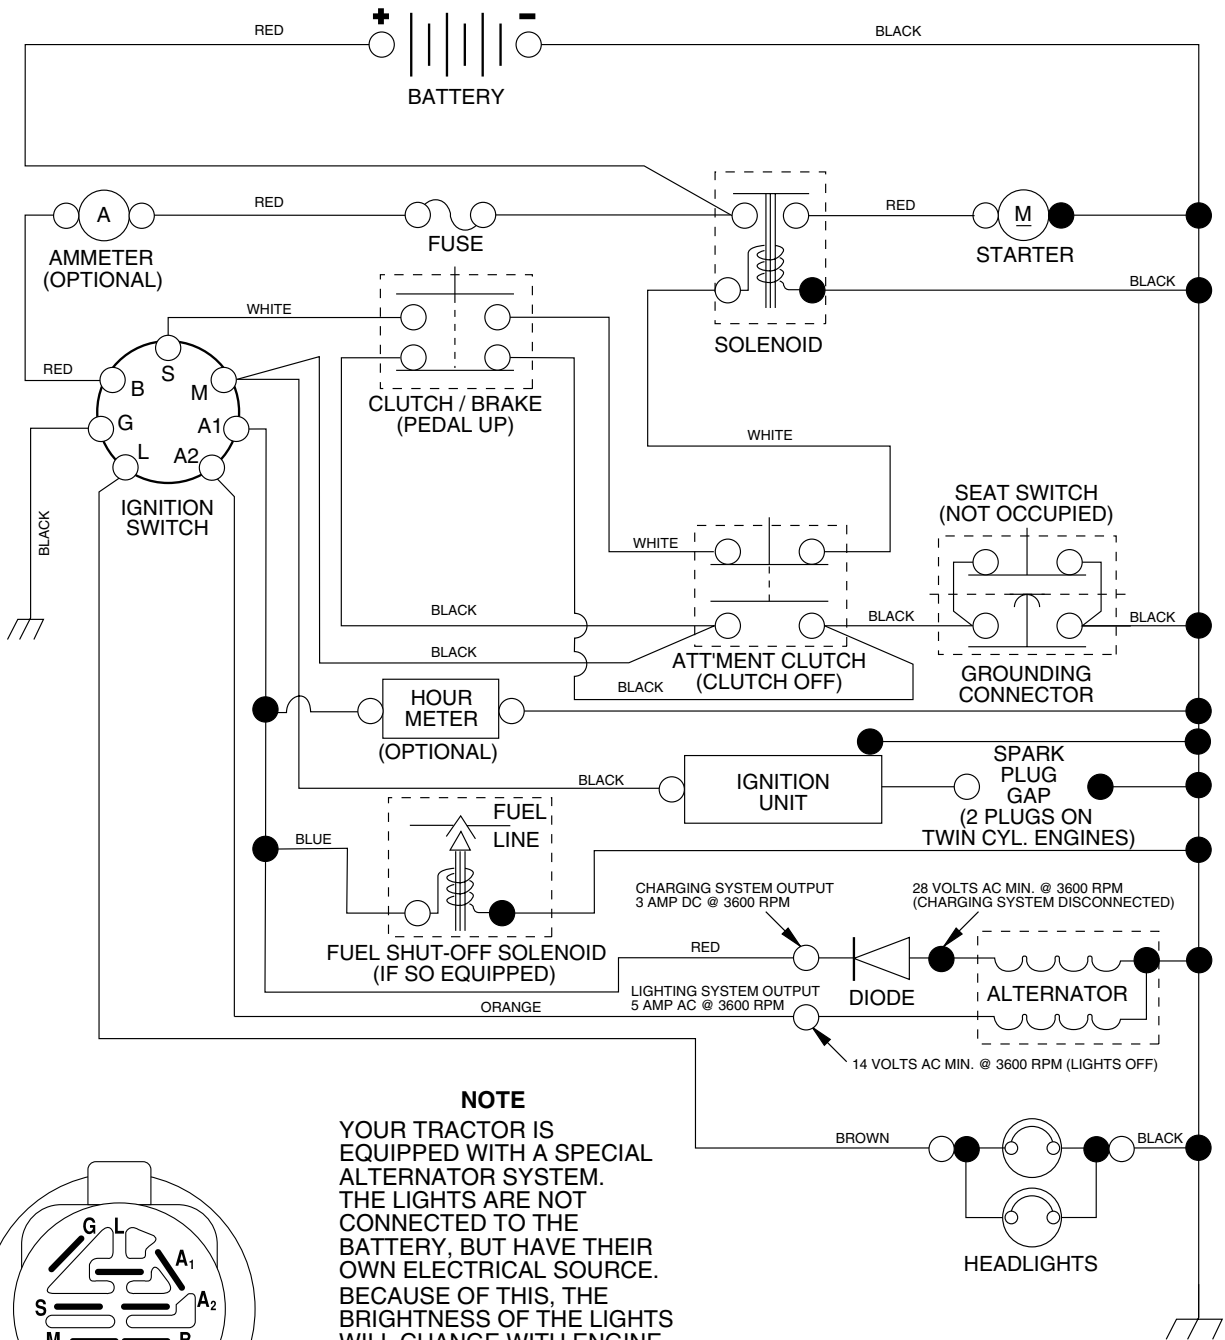 +
-
RED
BLACK
BATTERY
A
RED
RED
M
FUSE
STARTER
AMMETER
(OPTIONAL)
BLACK
WHITE
SOLENOID
RED
B
S
M
G
A1
L
A2
CLUTCH / BRAKE
(PEDAL UP)
WHITE
IGNITION
SWITCH
BLACK
SEAT SWITCH
(NOT OCCUPIED)
WHITE
BLACK
BLACK
BLACK
BLACK
ATT'MENT CLUTCH
(CLUTCH OFF)
BLACK
GROUNDING
CONNECTOR
HOUR
METER
(OPTIONAL)
BLACK
IGNITION
UNIT
SPARK
PLUG
GAP
(2 PLUGS ON
TWIN CYL. ENGINES)
FUEL
LINE
BLUE
FUEL SHUT-OFF SOLENOID
(IF SO EQUIPPED)
CHARGING SYSTEM OUTPUT
3 AMP DC @ 3600 RPM
28 VOLTS AC MIN. @ 3600 RPM
(CHARGING SYSTEM DISCONNECTED)
RED
DIODE
ALTERNATOR
LIGHTING SYSTEM OUTPUT
5 AMP AC @ 3600 RPM
ORANGE
14 VOLTS AC MIN. @ 3600 RPM (LIGHTS OFF)
BROWN
BLACK
HEADLIGHTS
NOTE
YOUR TRACTOR IS
EQUIPPED WITH A SPECIAL
ALTERNATOR SYSTEM.
THE LIGHTS ARE NOT
CONNECTED TO THE
BATTERY, BUT HAVE THEIR
OWN ELECTRICAL SOURCE.
BECAUSE OF THIS, THE
BRIGHTNESS OF THE LIGHTS
WILL CHANGE WITH ENGINE
G
L
A1
S
A2
M
B